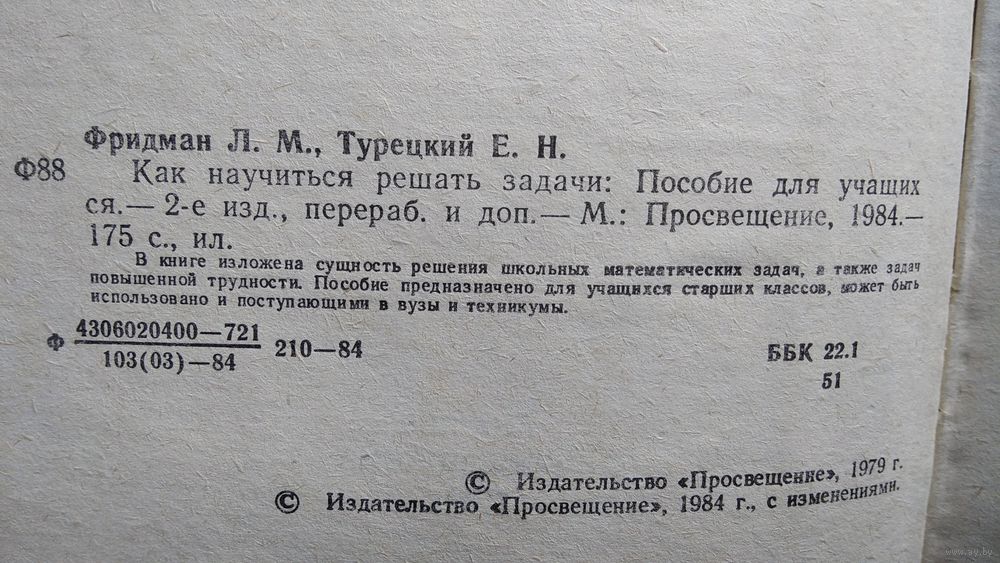 Фридман Л. М., Турецкий Е. Н.
Ф88 Как научиться решать задачи: Пособие для учащих
ся.— 2-е изд., перераб. и доп.— М.: Просвещение, 1984.—
175 с., ил.
В книге изложена сущность решения школьных математических задач, а также задач
повышенной трудности. Пособие предназначено для учащихся старших классов, может быть
использовано и поступающими в вузы и техникумы.
Ф 4306020400—721
103(03)—84
210—84
ББК 22.1
51
© Издательство «Просвещение», 1979 г.
© Издательство «Просвещение», 1984 г., с изменениями.
www.ay.by